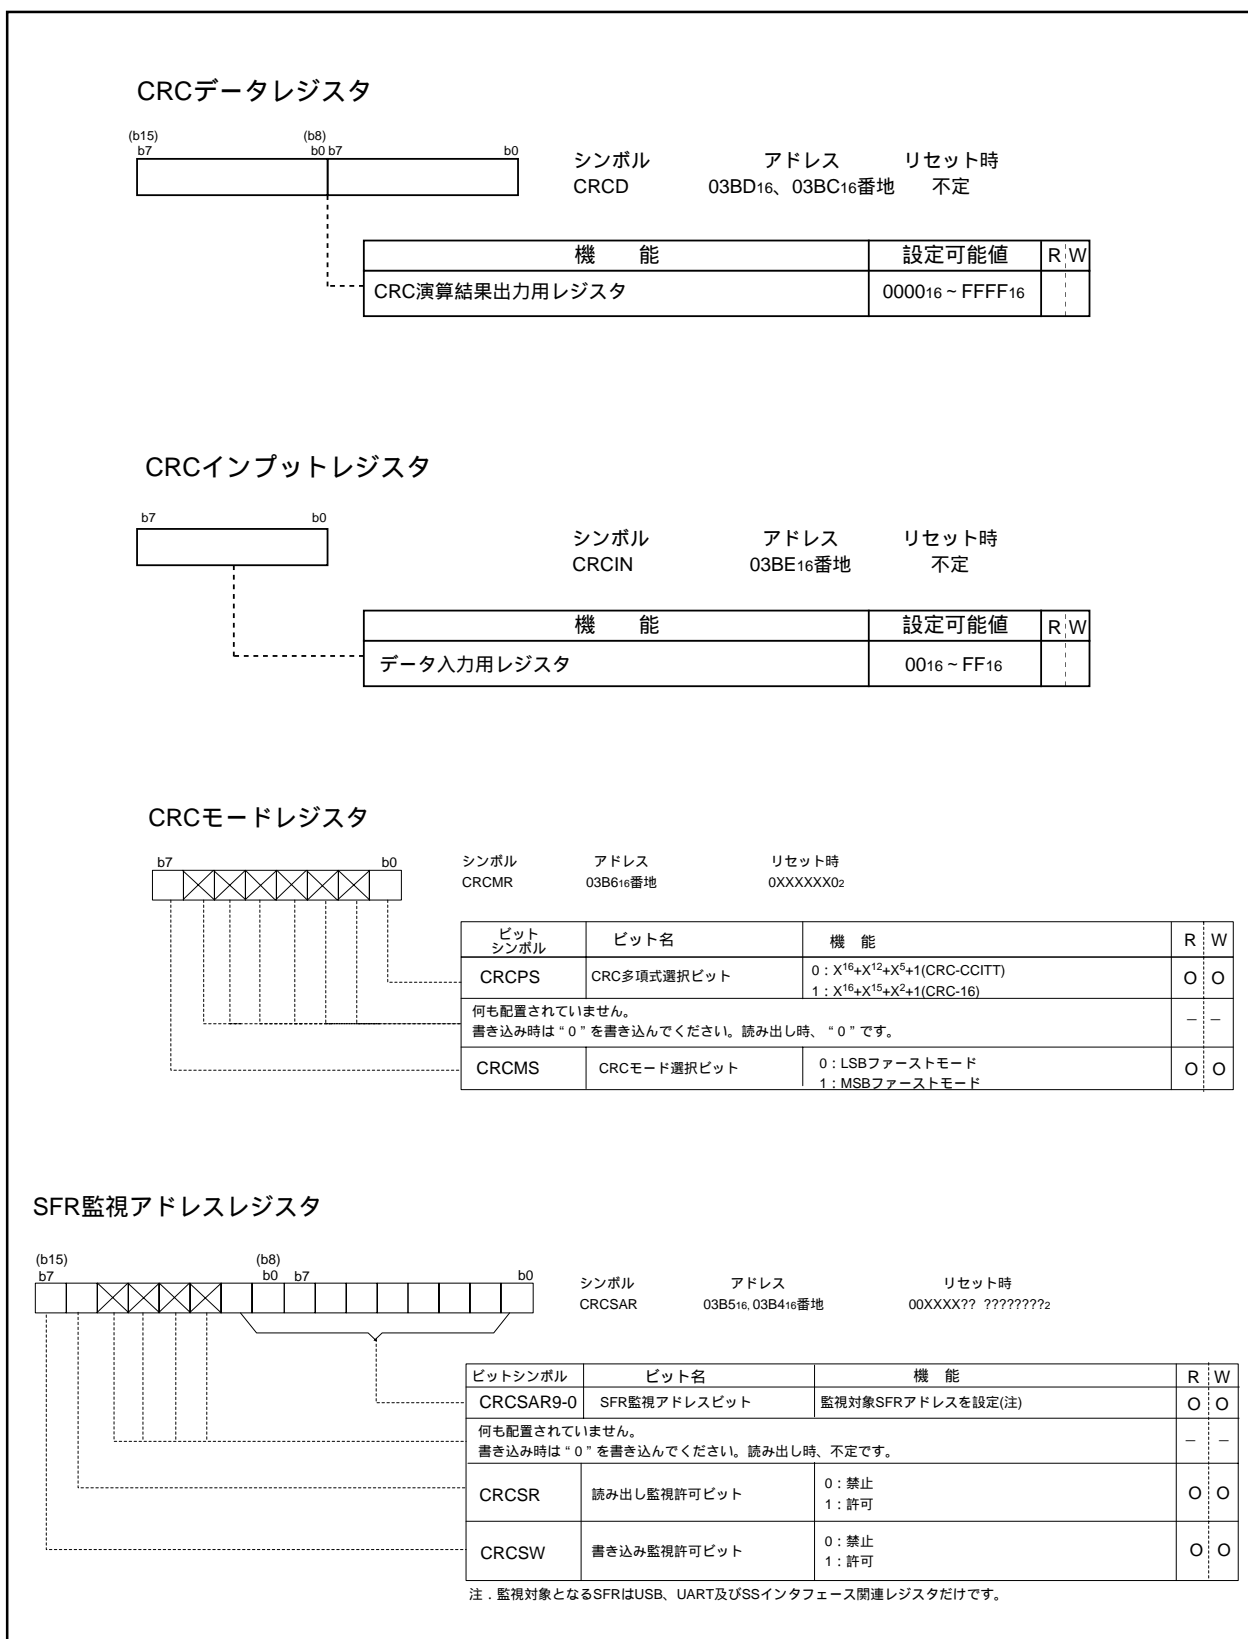 CRCデータレジスタ
(b15) (b8)
b7 b0 b7 b0
シンボル アドレス リセット時
CRCD 03BD16、03BC16番地 不定
機 能 設定可能値 R W
CRC演算結果出力用レジスタ 000016 ~ FFFF16
CRCインプットレジスタ
b7 b0
シンボル アドレス リセット時
CRCIN 03BE16番地 不定
機 能 設定可能値 R W
データ入力用レジスタ 0016 ~ FF16
CRCモードレジスタ
b7 b0
シンボル アドレス リセット時
CRCMR 03B616番地 0XXXXXX02
ビット
シンボル ビット名 機 能 R W
CRCPS CRC多項式選択ビット 0:X16+X12+X5+1(CRC-CCITT) O O
1:X16+X15+X2+1(CRC-16)
何も配置されていません。 − −
書き込み時は“0”を書き込んでください。読み出し時、“0”です。
CRCMS CRCモード選択ビット 0:LSBファーストモード O O
1:MSBファーストモード
SFR監視アドレスレジスタ
(b15) (b8)
b7 b0 b7 b0
シンボル アドレス リセット時
CRCSAR 03B516, 03B416番地 00XXXX?? ????????2
ビットシンボル ビット名 機 能 R W
CRCSAR9-0 SFR監視アドレスビット 監視対象SFRアドレスを設定(注) O O
何も配置されていません。 − −
書き込み時は“0”を書き込んでください。読み出し時、不定です。
CRCSR 読み出し監視許可ビット 0:禁止 O O
1:許可
CRCSW 書き込み監視許可ビット 0:禁止 O O
1:許可
注.監視対象となるSFRはUSB、UART及びSSインタフェース関連レジスタだけです。